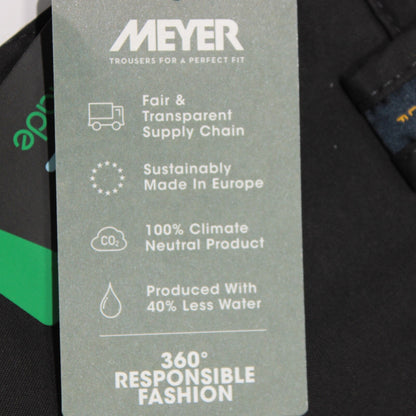 MEYER
TROUSERS FOR A PERFECT FIT
Fair &
Transparent
Supply Chain
Sustainably
Made In Europe
CO₂
100% Climate
Neutral Product
Produced With
40% Less Water
360°
RESPONSIBLE
FASHION